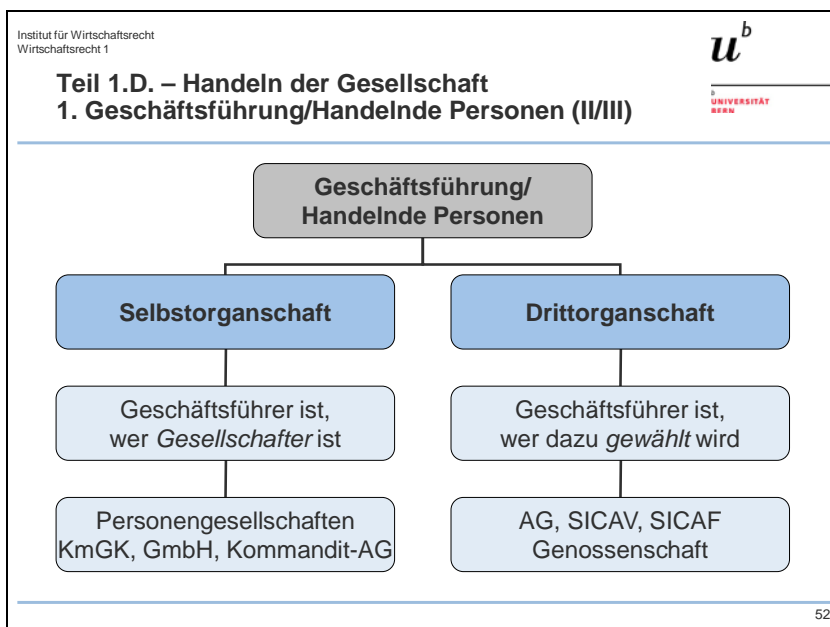 Institut für Wirtschaftsrecht
Wirtschaftsrecht 1
u b
b
UNIVERSITÄT
BERN
Teil 1.D. – Handeln der Gesellschaft
1. Geschäftsführung/Handelnde Personen (II/III)
Geschäftsführung/
Handelnde Personen
Selbstorganschaft
Drittorganschaft
Geschäftsführer ist,
wer Gesellschafter ist
Geschäftsführer ist,
wer dazu gewählt wird
Personengesellschaften
KmGK, GmbH, Kommandit-AG
AG, SICAV, SICAF
Genossenschaft
52